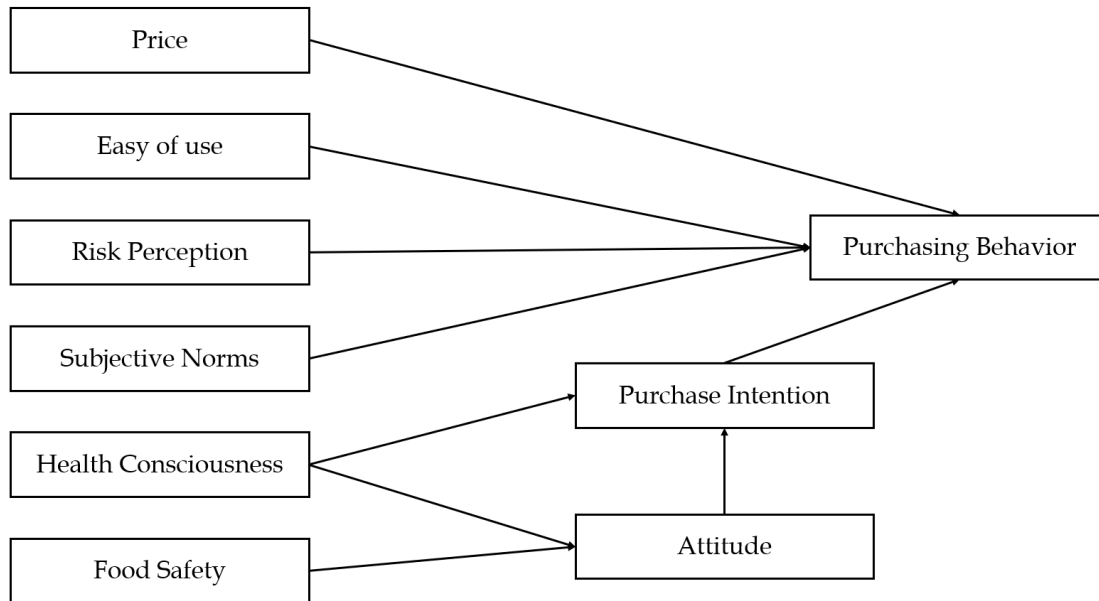 Price
Easy of use
Risk Perception
Purchasing Behavior
Subjective Norms
Purchase Intention
Health Consciousness
Attitude
Food Safety